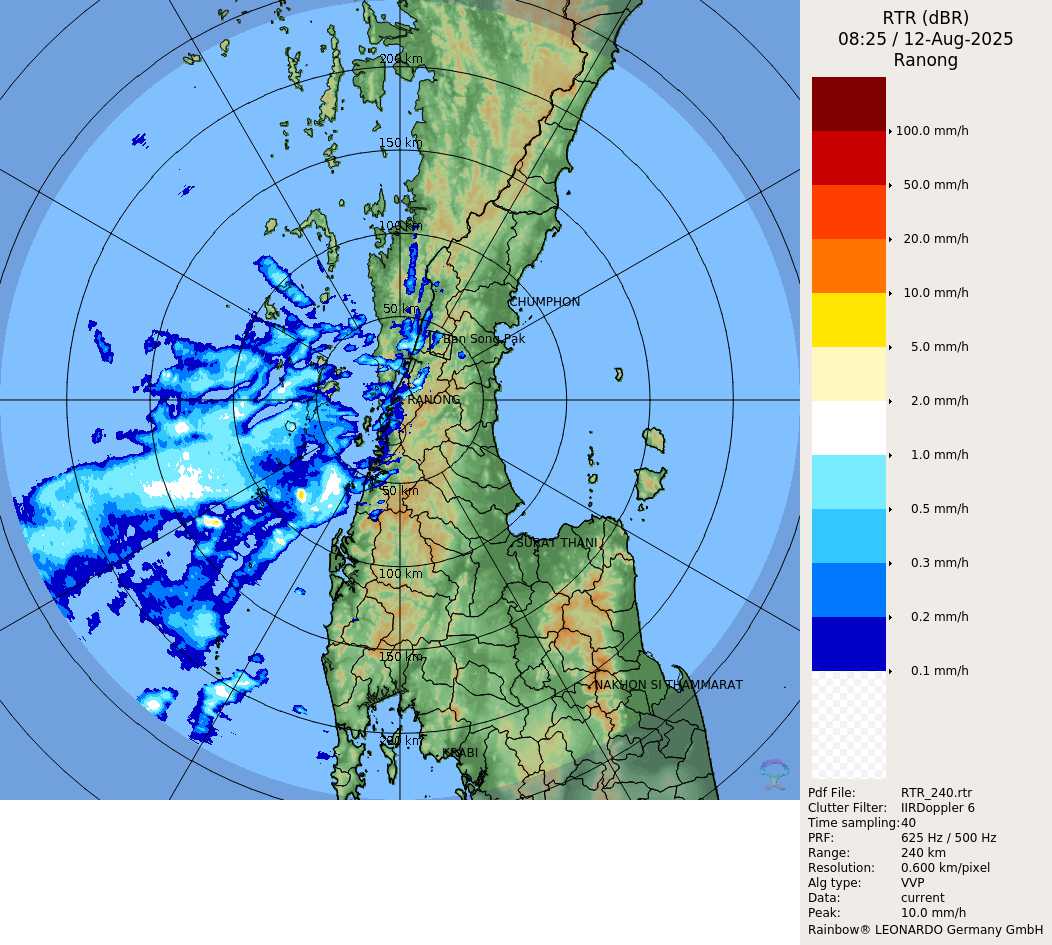 RTR (dBR)
08:25 / 12-Aug-2025
Ranong
200 km
150 km
100 km
50 km
CHUMPHON
Ban Song Pak
RANONG
50 km
SURAT THANI
100 km
150 km
NAKHON SI THAMMARAT
200 km
KRABI
100.0 mm/h
50.0 mm/h
20.0 mm/h
10.0 mm/h
5.0 mm/h
2.0 mm/h
1.0 mm/h
0.5 mm/h
0.3 mm/h
0.2 mm/h
0.1 mm/h
Pdf File: RTR_240.rtr
Clutter Filter: IIRDoppler 6
Time sampling:40
PRF: 625 Hz / 500 Hz
Range: 240 km
Resolution: 0.600 km/pixel
Alg type: VVP
Data: current
Peak: 10.0 mm/h
Rainbow® LEONARDO Germany GmbH